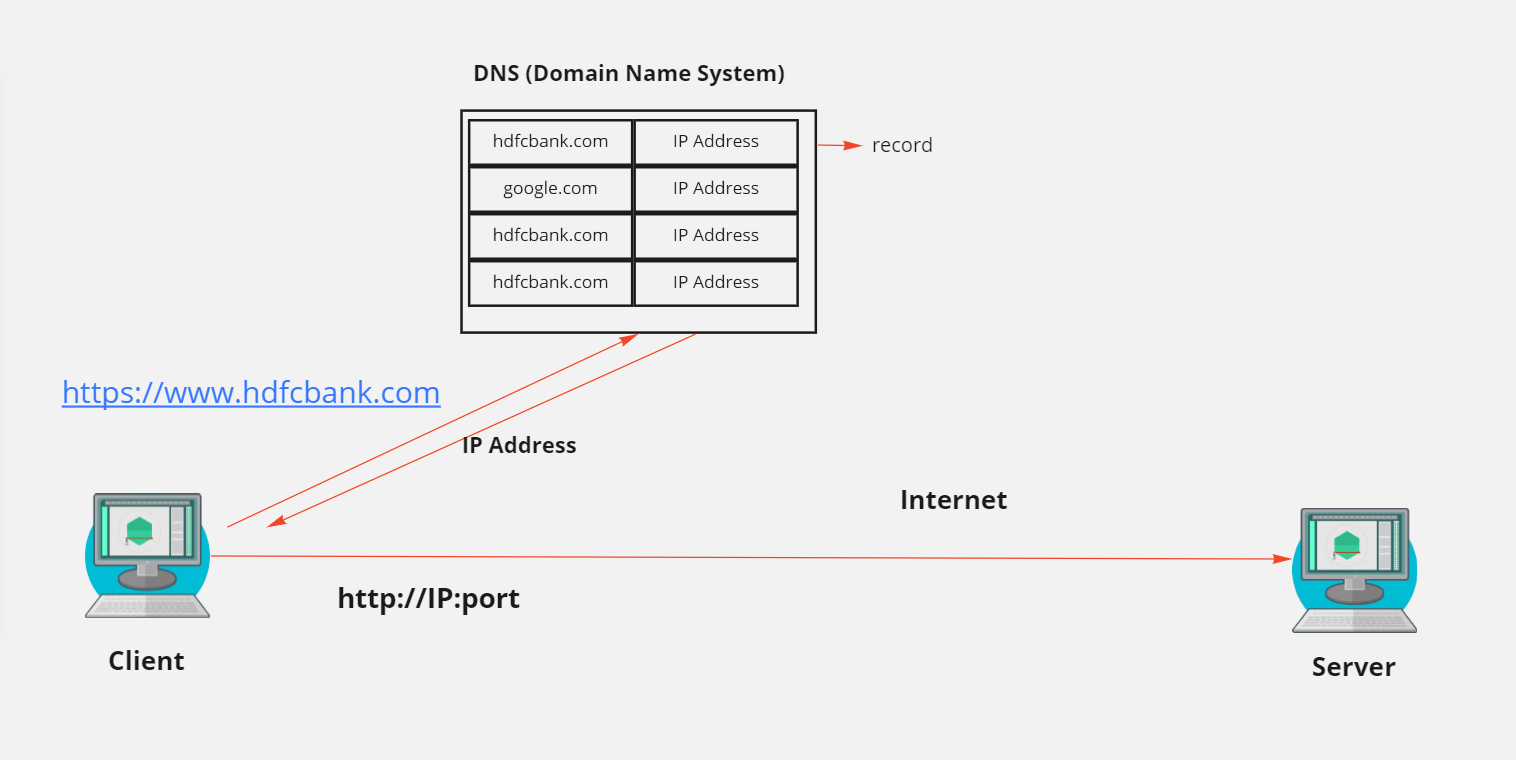 DNS (Domain Name System)
hdfcbank.com IP Address
record
google.com IP Address
hdfcbank.com IP Address
hdfcbank.com IP Address
https://www.hdfcbank.com
IP Address
Internet
http://IP:port
Client
Server